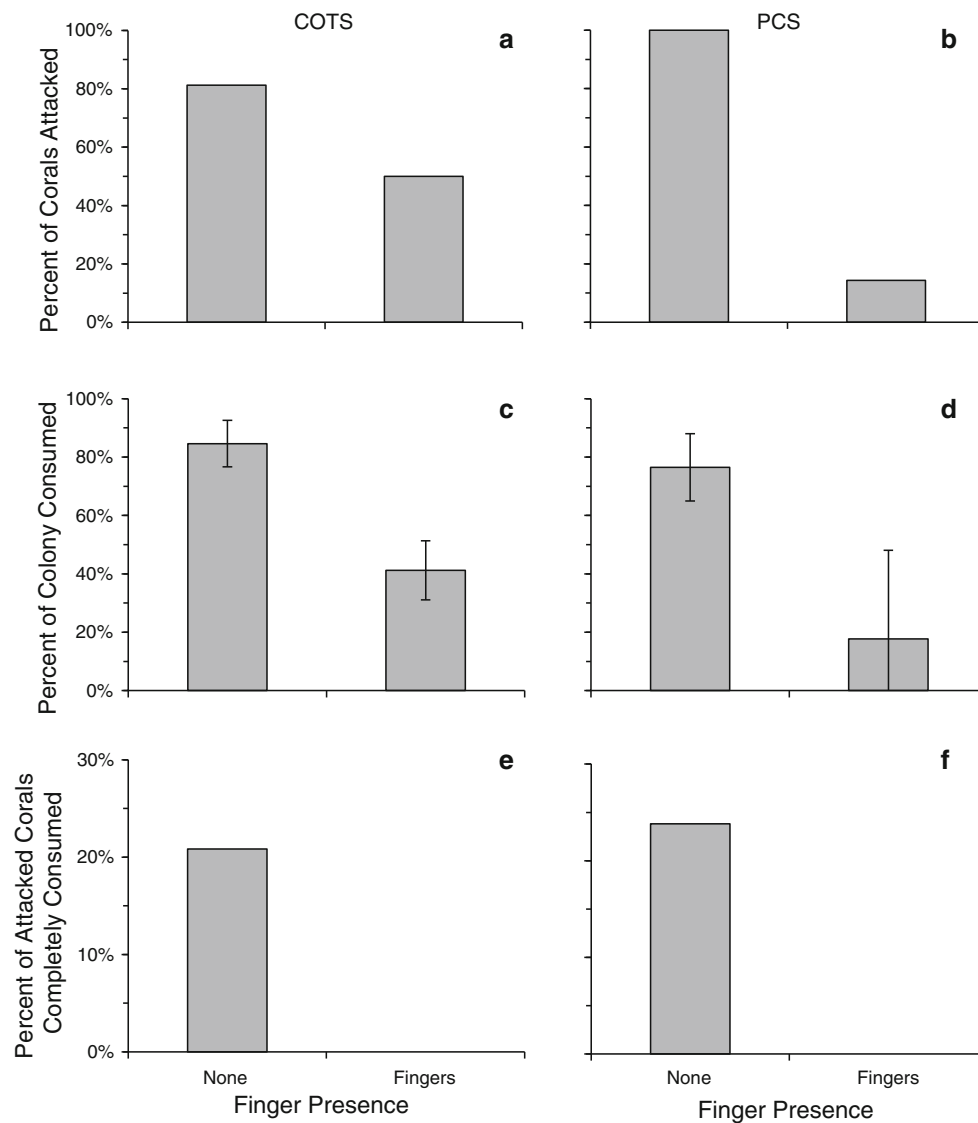 COTS
PCS
a
b
100%
80%
60%
40%
20%
0%
Percent of Corals Attacked
c
d
100%
80%
60%
40%
20%
0%
Percent of Colony Consumed
e
f
30%
20%
10%
0%
Percent of Attacked Corals
Completely Consumed
None
Fingers
None
Fingers
Finger Presence
Finger Presence